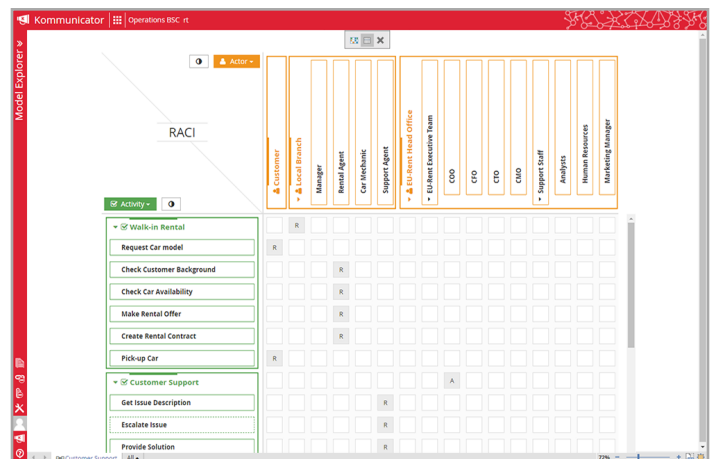 Kommunicator
Operations BSC rt
Model Explorer
Actor
RACI
Activity
Customer
Local Branch
Manager
Rental Agent
Car Mechanic
Support Agent
EU-Rent Head Office
EU-Rent Executive Team
COO
CFO
CTO
CMO
Support Staff
Analysts
Human Resources
Marketing Manager
Walk-in Rental R
Request Car model R
Check Customer Background R
Check Car Availability R
Make Rental Offer R
Create Rental Contract R
Pick-up Car R
Customer Support A
Get Issue Description R
Escalate Issue R
Provide Solution R
Customer Support All
72%